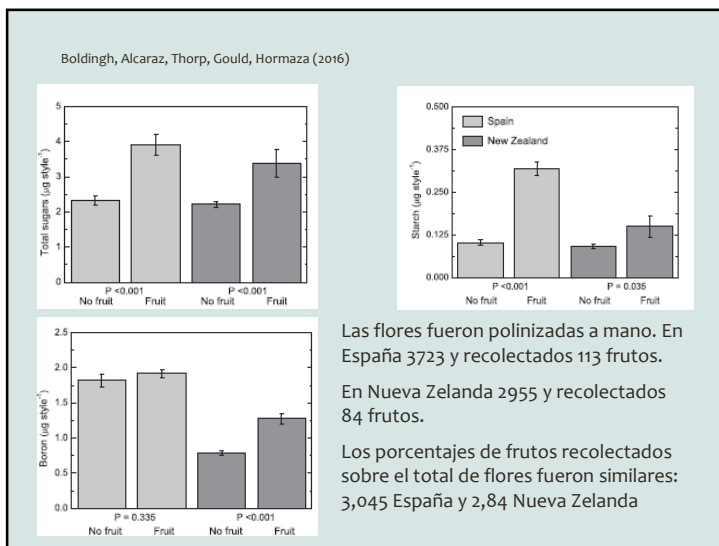 Boldingh, Alcaraz, Thorp, Gould, Hormaza (2016)
Total sugars (µg style⁻¹)
5
4
3
2
1
0
P <0.001
P <0.001
No fruit
Fruit
No fruit
Fruit
Starch (µg style⁻¹)
0.500
0.375
0.250
0.125
0.000
Spain
New Zealand
P <0.001
P = 0.035
No fruit
Fruit
No fruit
Fruit
Boron (µg style⁻¹)
2.5
2.0
1.5
1.0
0.5
0.0
P = 0.335
P <0.001
No fruit
Fruit
No fruit
Fruit
Las flores fueron polinizadas a mano. En
España 3723 y recolectados 113 frutos.
En Nueva Zelanda 2955 y recolectados
84 frutos.
Los porcentajes de frutos recolectados
sobre el total de flores fueron similares:
3,045 España y 2,84 Nueva Zelanda